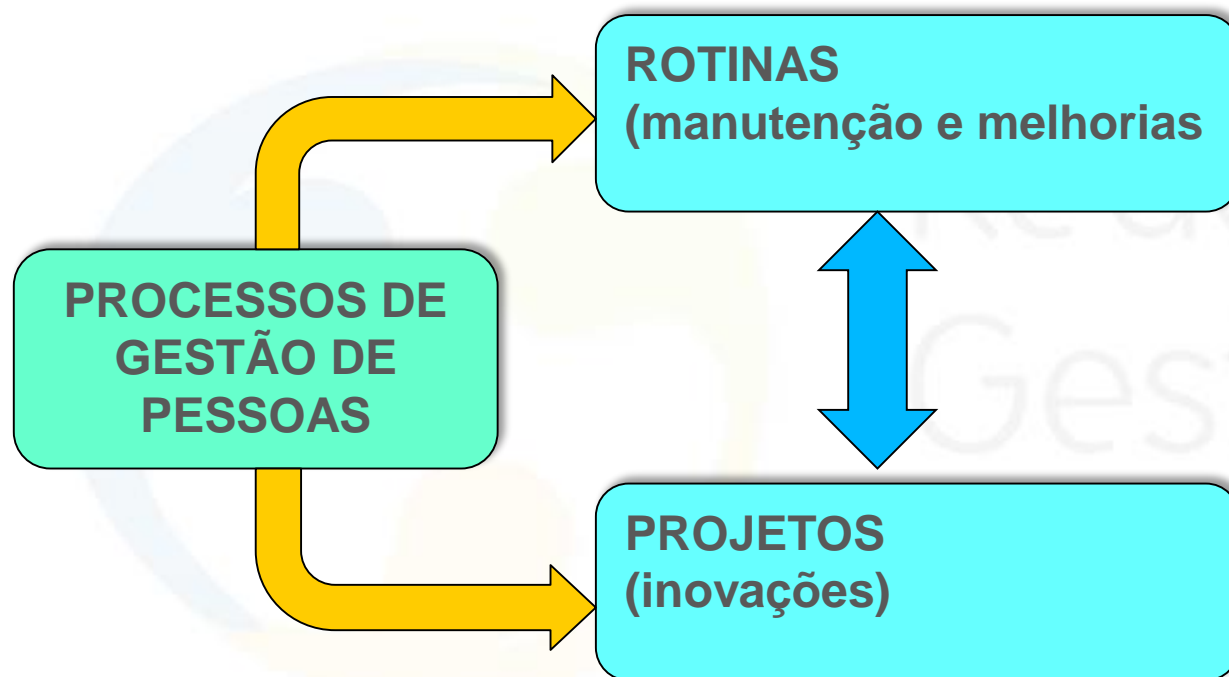 ROTINAS
(manutenção e melhorias
PROCESSOS DE
GESTÃO DE
PESSOAS
PROJETOS
(inovações)